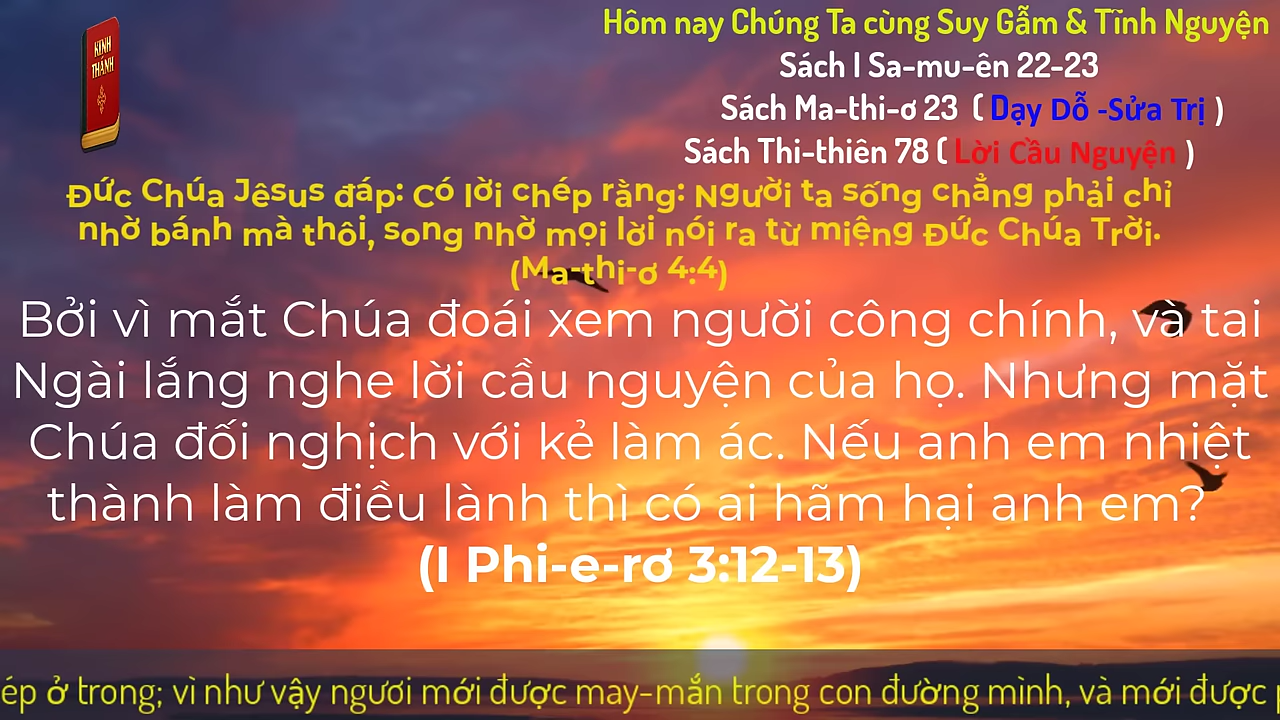 KINH
THÁNH
Hôm nay Chúng Ta cùng Suy Gẫm & Tĩnh Nguyện
Sách I Sa-mu-ên 22-23
Sách Ma-thi-ơ 23 ( Dạy Dỗ -Sửa Trị )
Sách Thi-thiên 78 ( Lời Cầu Nguyện )
Đức Chúa Jêsus đáp: Có lời chép rằng: Người ta sống chẳng phải chỉ
nhờ bánh mà thôi, song nhờ mọi lời nói ra từ miệng Đức Chúa Trời.
(Ma-thi-ơ 4:4)
Bởi vì mắt Chúa đoái xem người công chính, và tai
Ngài lắng nghe lời cầu nguyện của họ. Nhưng mặt
Chúa đối nghịch với kẻ làm ác. Nếu anh em nhiệt
thành làm điều lành thì có ai hãm hại anh em?
(I Phi-e-rơ 3:12-13)
ép ở trong; vì như vậy ngươi mới được may-mắn trong con đường mình, và mới được